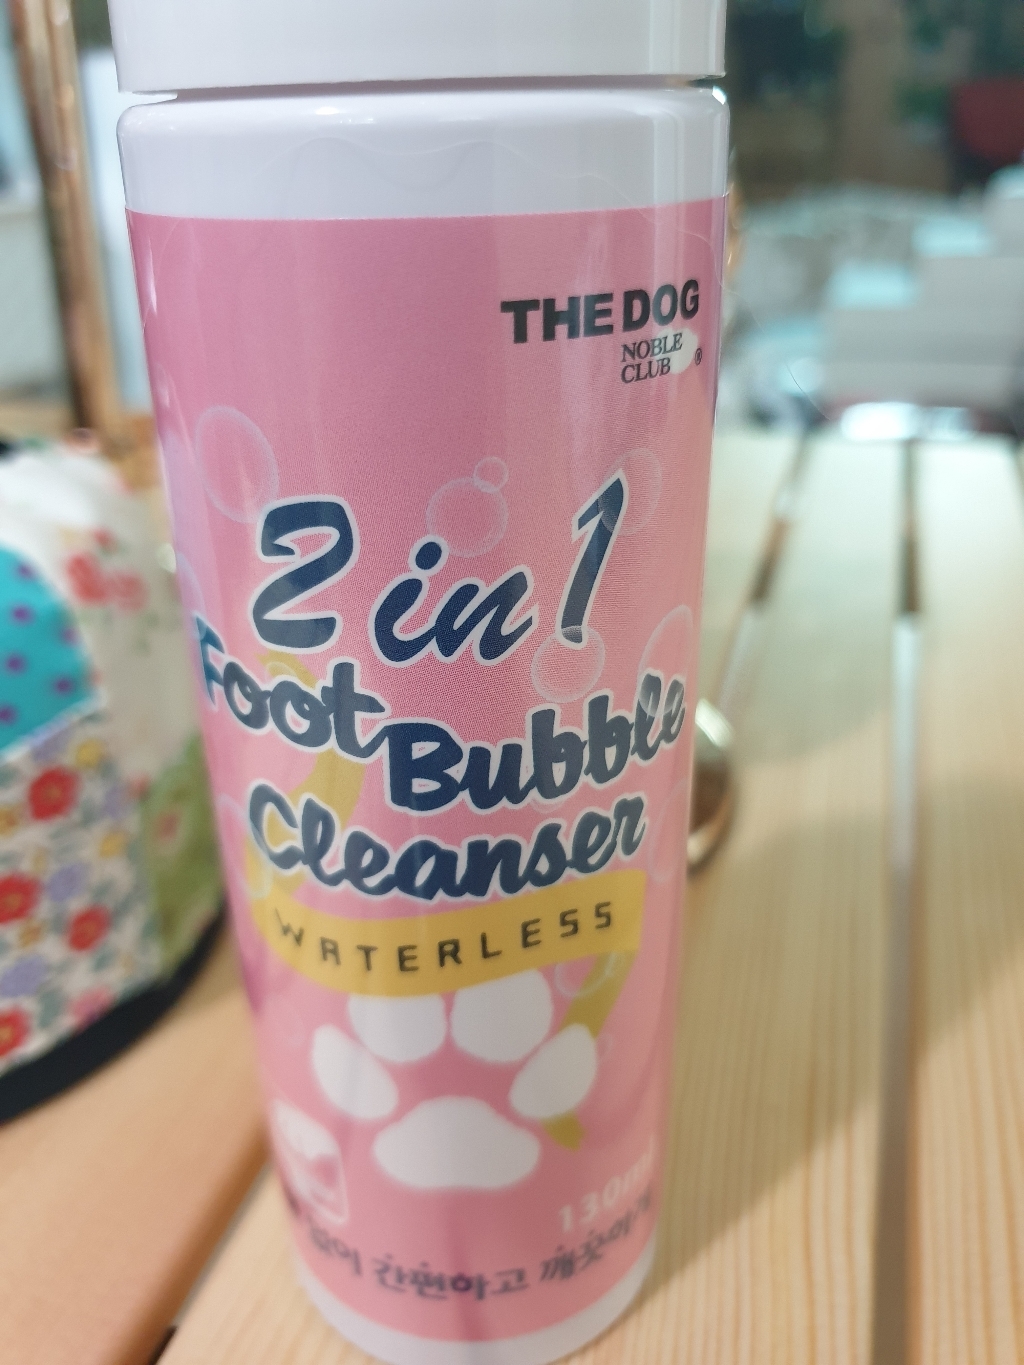 THE DOG
NOBLE
CLUB ®
2 in 1
Foot
Bubble
Cleanser
WATERLESS
130ml
없이 간편하고 깨끗하게